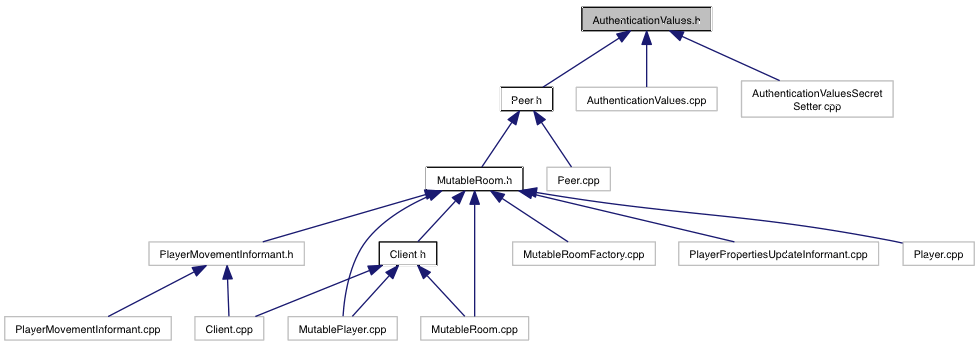 AuthenticationValues.h
Peer.h
AuthenticationValues.cpp
AuthenticationValuesSecret
Setter.cpp
MutableRoom.h
Peer.cpp
PlayerMovementInformant.h
Client.h
MutableRoomFactory.cpp
PlayerPropertiesUpdateInformant.cpp
Player.cpp
PlayerMovementInformant.cpp
Client.cpp
MutablePlayer.cpp
MutableRoom.cpp